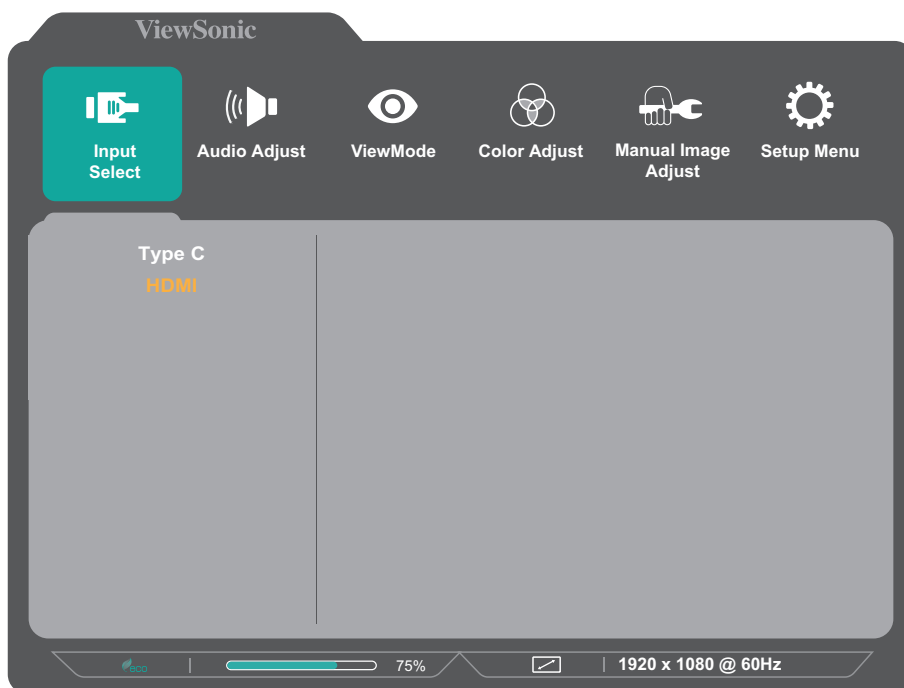 ViewSonic
Input Select
Audio Adjust
ViewMode
Color Adjust
Manual Image Adjust
Setup Menu
Type C
HDMI
eco
75%
1920 x 1080 @ 60Hz